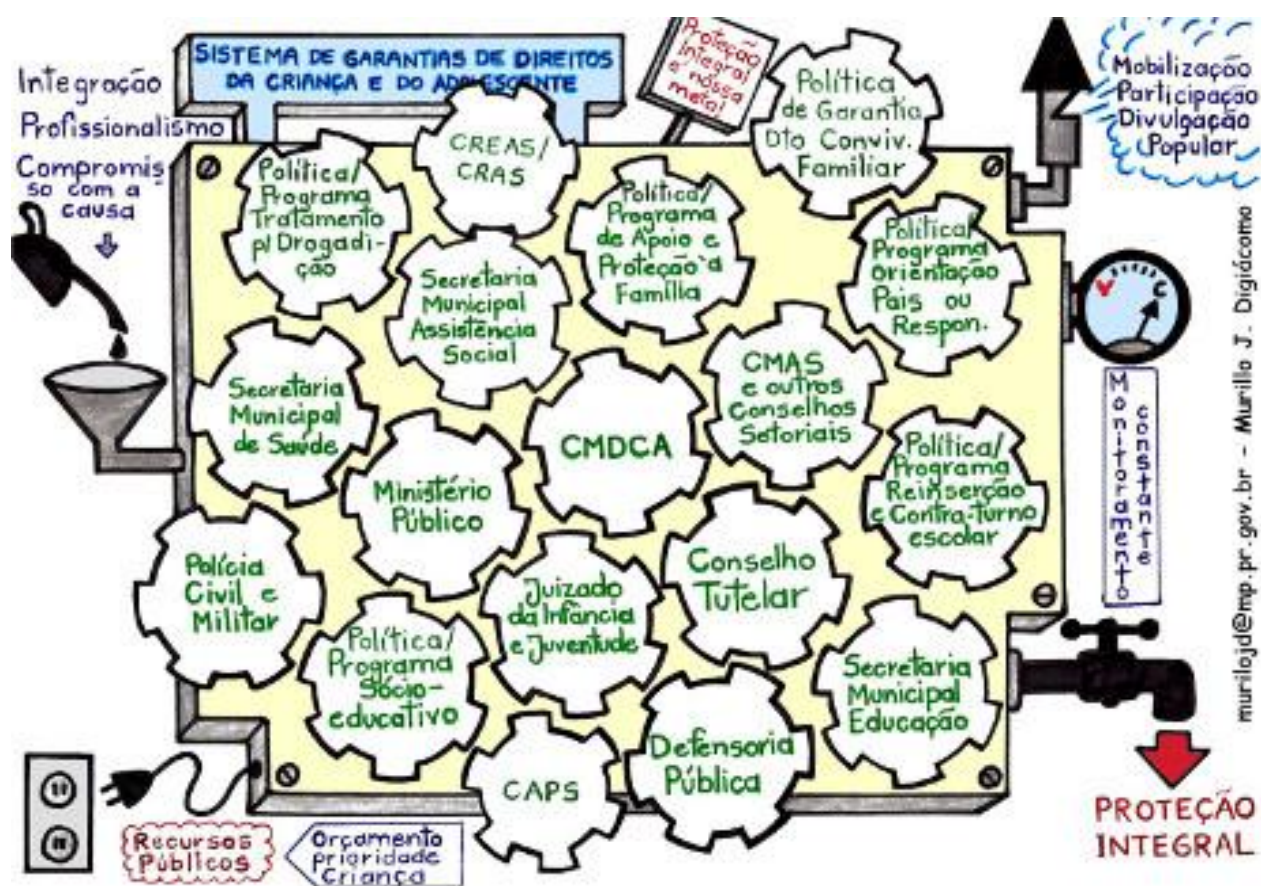 SISTEMA DE GARANTIAS DE DIREITOS
DA CRIANÇA E DO ADOLESCENTE
Proteção
Integral
é nossa
meta!
Integração
Profissionalismo
Compromis
so com a
causa
Mobilização
Participação
Divulgação
Popular
Política
de Garantia
Dto Conviv.
Familiar
CREAS/
CRAS
Política/
Programa
Tratamento
p/ Drogadi-
ção
Política/
Programa
de Apoio e
Proteção à
Família
Política/
Programa
Orientação
Pais ou
Respon.
Secretaria
Municipal
Assistência
Social
V C
Secretaria
Municipal
de Saúde
CMDCA
CMAS
e outros
Conselhos
Setoriais
Monitoramento
constante
Ministério
Público
Política/
Programa
Reinserção
e Contra-turno
escolar
Polícia
Civil e
Militar
Juizado
da Infância
e Juventude
Conselho
Tutelar
Política/
Programa
Sócio-
educativo
Secretaria
Municipal
Educação
CAPS
Defensoria
Pública
Recursos
Públicos
Orçamento
prioridade
Criança
PROTEÇÃO
INTEGRAL
murilojd@mp.pr.gov.br - Murillo J. Digiácomo